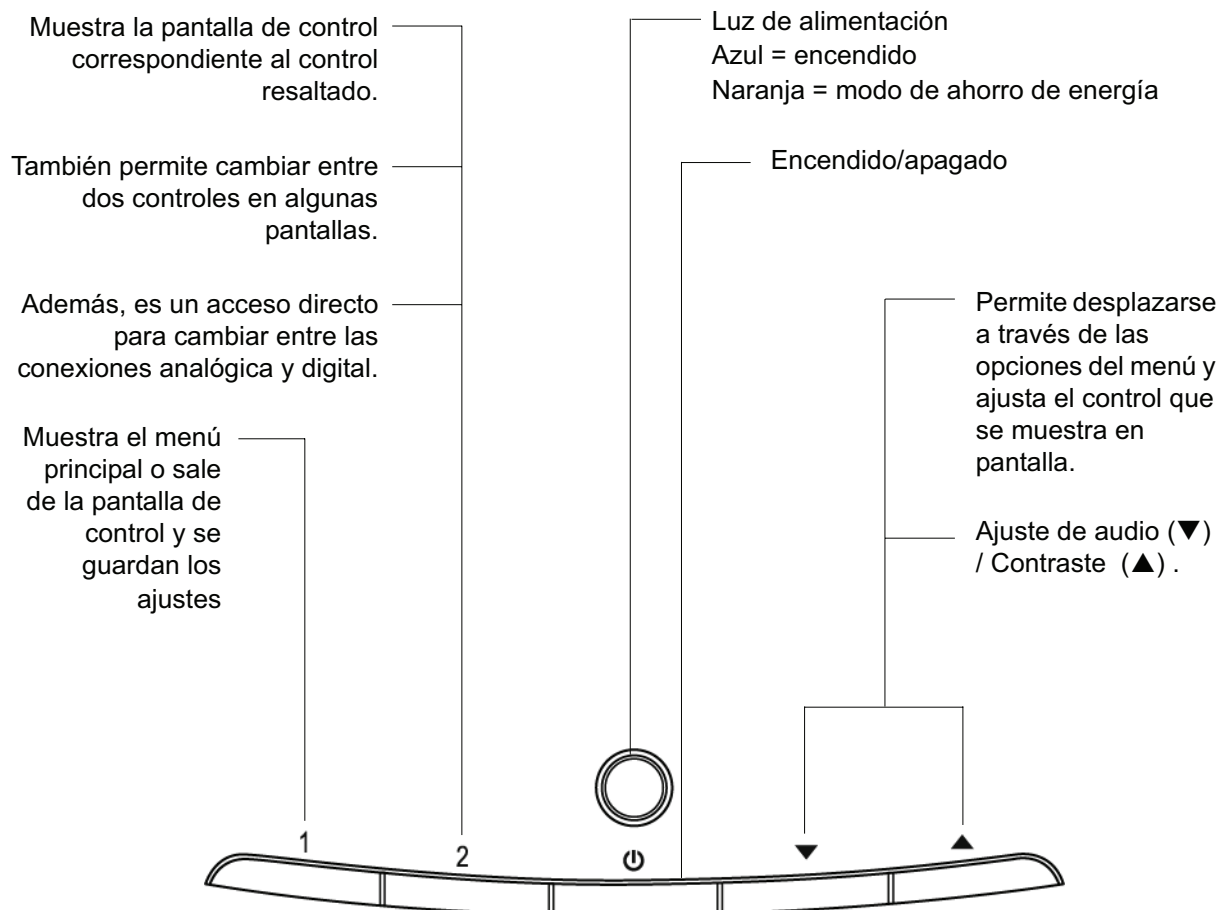 Muestra la pantalla de control
correspondiente al control
resaltado.
También permite cambiar entre
dos controles en algunas
pantallas.
Además, es un acceso directo
para cambiar entre las
conexiones analógica y digital.
Muestra el menú
principal o sale
de la pantalla de
control y se
guardan los
ajustes
Luz de alimentación
Azul = encendido
Naranja = modo de ahorro de energía
Encendido/apagado
Permite desplazarse
a través de las
opciones del menú y
ajusta el control que
se muestra en
pantalla.
Ajuste de audio (▼)
/ Contraste (▲) .
1
2
▼
▲